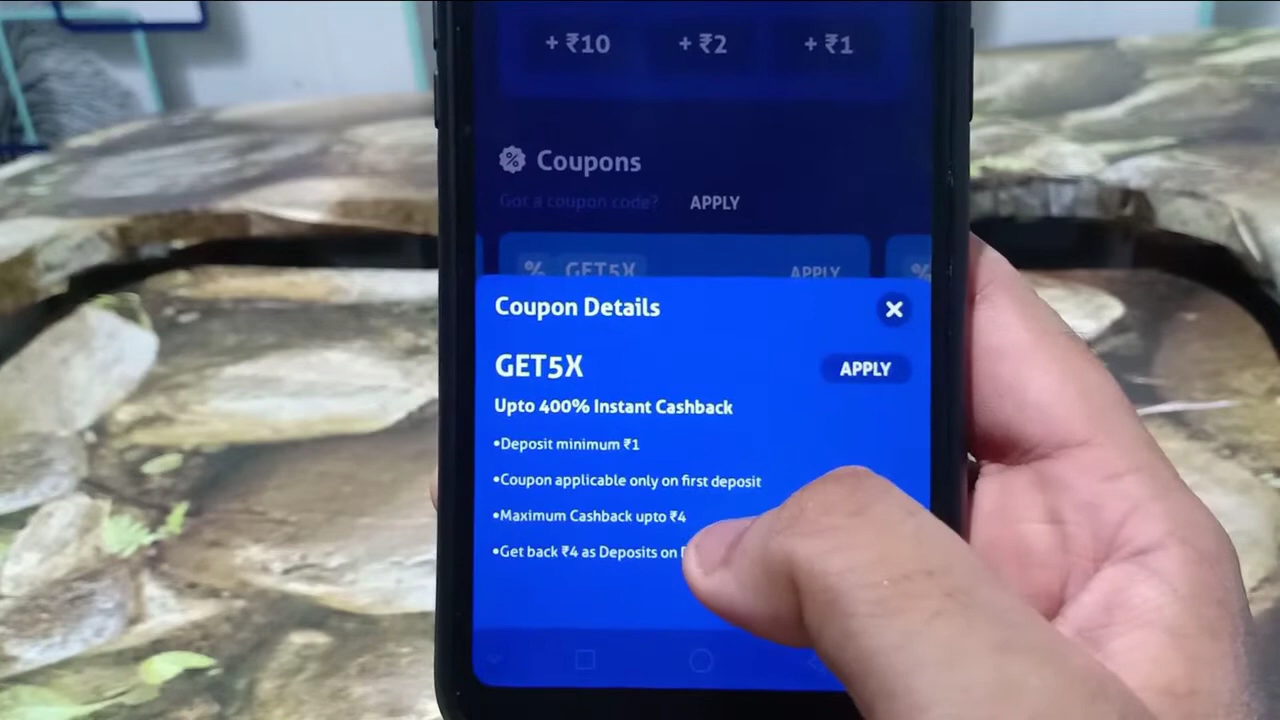 + ₹10 + ₹2 + ₹1
Coupons
Got a coupon code? APPLY
% GET5X APPLY %
Coupon Details
GET5X APPLY
Upto 400% Instant Cashback
•Deposit minimum ₹1
•Coupon applicable only on first deposit
•Maximum Cashback upto ₹4
•Get back ₹4 as Deposits on